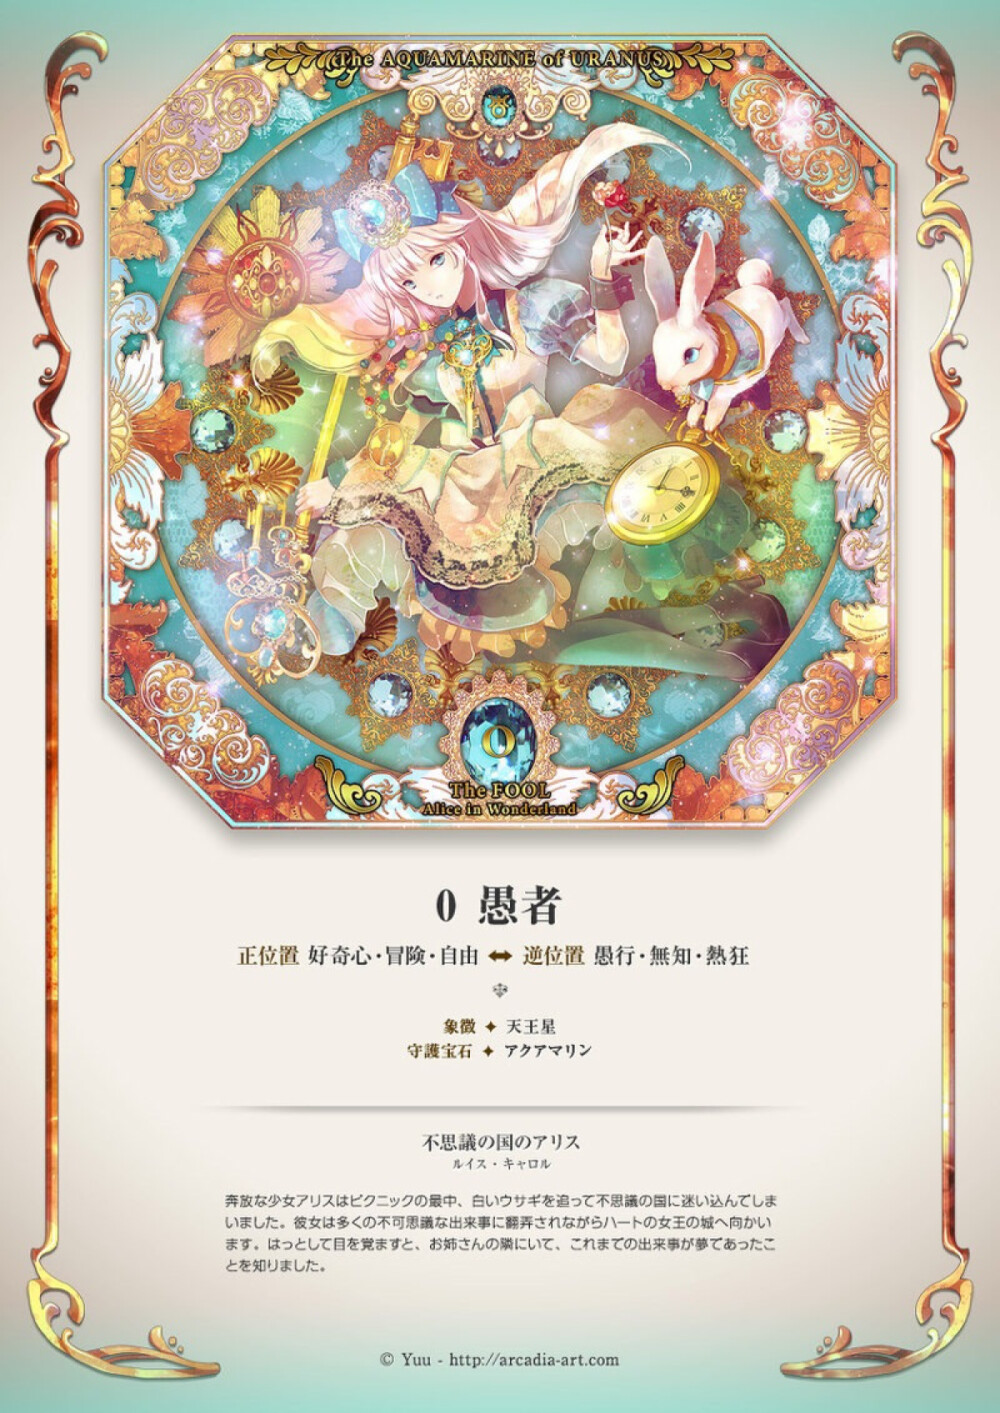 The AQUAMARINE of URANUS
0
The FOOL
Alice in Wonderland
0 愚者
正位置 好奇心・冒険・自由 ⬌ 逆位置 愚行・無知・熱狂
象徴 ✦ 天王星
守護宝石 ✦ アクアマリン
不思議の国のアリス
ルイス・キャロル
奔放な少女アリスはピクニックの最中、白いウサギを追って不思議の国に迷い込んでしま
いました。彼女は多くの不可思議な出来事に翻弄されながらハートの女王の城へ向かい
ます。はっとして目を覚ますと、お姉さんの隣にいて、これまでの出来事が夢であったこ
とを知りました。
© Yuu - http://arcadia-art.com